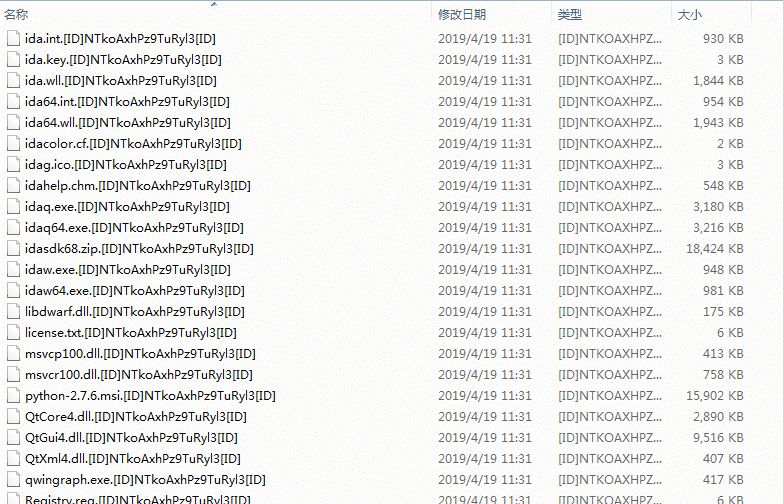 名称 修改日期 类型 大小
ida.int.[ID]NTkoAxhPz9TuRyl3[ID] 2019/4/19 11:31 [ID]NTKOAXHPZ... 930 KB
ida.key.[ID]NTkoAxhPz9TuRyl3[ID] 2019/4/19 11:31 [ID]NTKOAXHPZ... 3 KB
ida.wll.[ID]NTkoAxhPz9TuRyl3[ID] 2019/4/19 11:31 [ID]NTKOAXHPZ... 1,844 KB
ida64.int.[ID]NTkoAxhPz9TuRyl3[ID] 2019/4/19 11:31 [ID]NTKOAXHPZ... 954 KB
ida64.wll.[ID]NTkoAxhPz9TuRyl3[ID] 2019/4/19 11:31 [ID]NTKOAXHPZ... 1,943 KB
idacolor.cf.[ID]NTkoAxhPz9TuRyl3[ID] 2019/4/19 11:31 [ID]NTKOAXHPZ... 2 KB
idag.ico.[ID]NTkoAxhPz9TuRyl3[ID] 2019/4/19 11:31 [ID]NTKOAXHPZ... 3 KB
idahelp.chm.[ID]NTkoAxhPz9TuRyl3[ID] 2019/4/19 11:31 [ID]NTKOAXHPZ... 548 KB
idaq.exe.[ID]NTkoAxhPz9TuRyl3[ID] 2019/4/19 11:31 [ID]NTKOAXHPZ... 3,180 KB
idaq64.exe.[ID]NTkoAxhPz9TuRyl3[ID] 2019/4/19 11:31 [ID]NTKOAXHPZ... 3,216 KB
idasdk68.zip.[ID]NTkoAxhPz9TuRyl3[ID] 2019/4/19 11:31 [ID]NTKOAXHPZ... 18,424 KB
idaw.exe.[ID]NTkoAxhPz9TuRyl3[ID] 2019/4/19 11:31 [ID]NTKOAXHPZ... 948 KB
idaw64.exe.[ID]NTkoAxhPz9TuRyl3[ID] 2019/4/19 11:31 [ID]NTKOAXHPZ... 981 KB
libdwarf.dll.[ID]NTkoAxhPz9TuRyl3[ID] 2019/4/19 11:31 [ID]NTKOAXHPZ... 175 KB
license.txt.[ID]NTkoAxhPz9TuRyl3[ID] 2019/4/19 11:31 [ID]NTKOAXHPZ... 6 KB
msvcp100.dll.[ID]NTkoAxhPz9TuRyl3[ID] 2019/4/19 11:31 [ID]NTKOAXHPZ... 413 KB
msvcr100.dll.[ID]NTkoAxhPz9TuRyl3[ID] 2019/4/19 11:31 [ID]NTKOAXHPZ... 758 KB
python-2.7.6.msi.[ID]NTkoAxhPz9TuRyl3[ID] 2019/4/19 11:31 [ID]NTKOAXHPZ... 15,902 KB
QtCore4.dll.[ID]NTkoAxhPz9TuRyl3[ID] 2019/4/19 11:31 [ID]NTKOAXHPZ... 2,890 KB
QtGui4.dll.[ID]NTkoAxhPz9TuRyl3[ID] 2019/4/19 11:31 [ID]NTKOAXHPZ... 9,516 KB
QtXml4.dll.[ID]NTkoAxhPz9TuRyl3[ID] 2019/4/19 11:31 [ID]NTKOAXHPZ... 407 KB
qwingraph.exe.[ID]NTkoAxhPz9TuRyl3[ID] 2019/4/19 11:31 [ID]NTKOAXHPZ... 417 KB
Registry.reg.[ID]NTkoAxhPz9TuRyl3[ID] 2019/4/19 11:31 [ID]NTKOAXHPZ... 6 KB